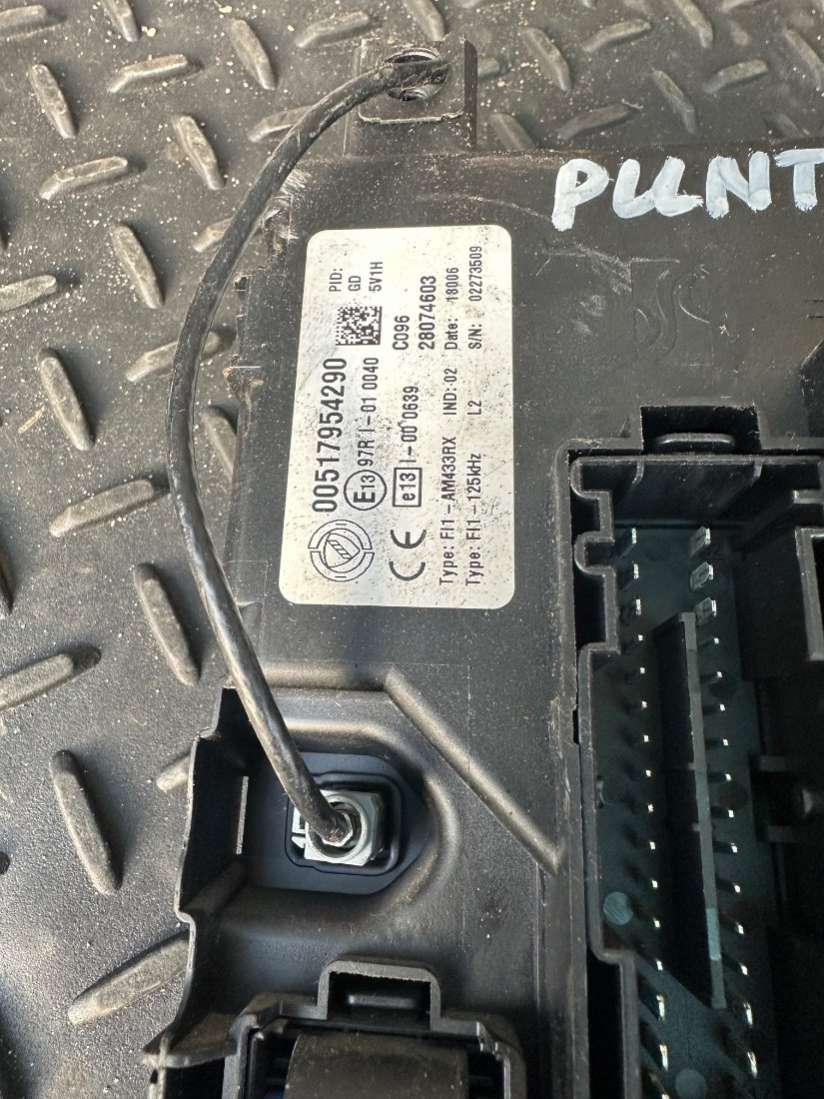 PLLNT
00517954290
PID:
GD
5V1H
E13 97R I-01 0040
e13 I-00 0639
C096
28074603
CE
Type: FI1-AM433RX IND: 02 Date: 18006
Type: FI1-125kHz L2 S/N: 02273509